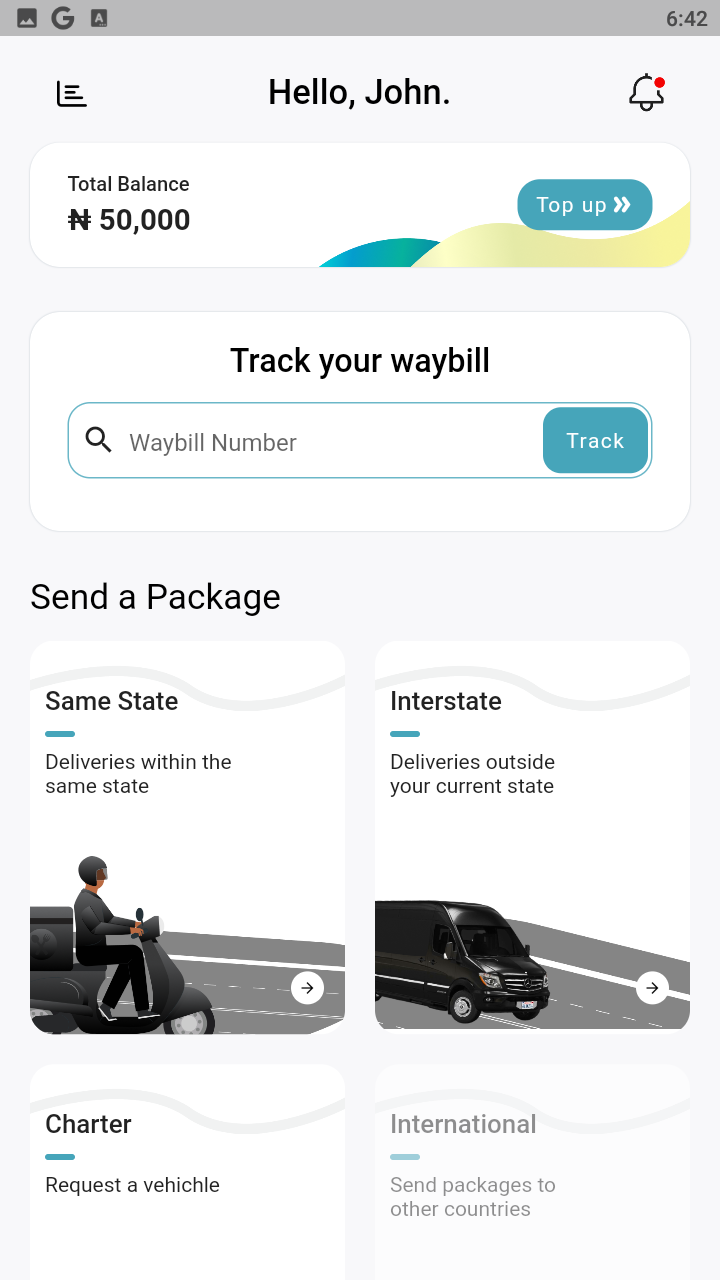 6:42
Hello, John.
Total Balance
₦ 50,000
Top up
Track your waybill
Waybill Number
Track
Send a Package
Same State
Deliveries within the
same state
Interstate
Deliveries outside
your current state
Charter
Request a vehichle
International
Send packages to
other countries